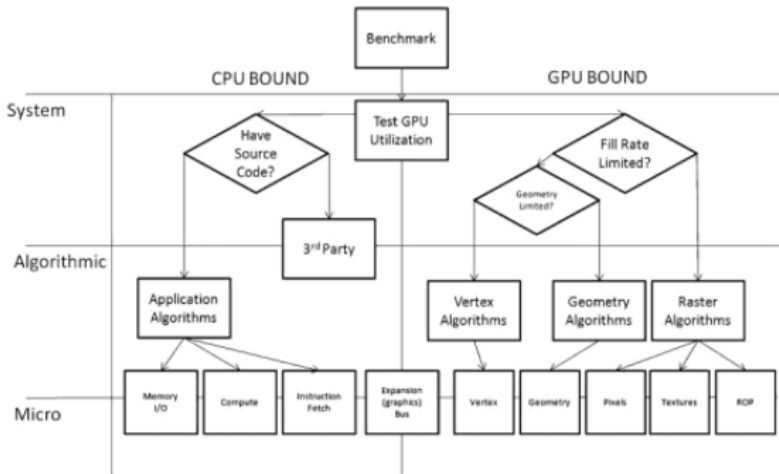 Benchmark
CPU BOUND
GPU BOUND
System
Test GPU
Utilization
Have
Source
Code?
Fill Rate
Limited?
Geometry
Limited?
3rd Party
Algorithmic
Application
Algorithms
Vertex
Algorithms
Geometry
Algorithms
Raster
Algorithms
Micro
Memory
I/O
Compute
Instruction
Fetch
Expansion
(graphics)
Bus
Vertex
Geometry
Pixels
Textures
ROP